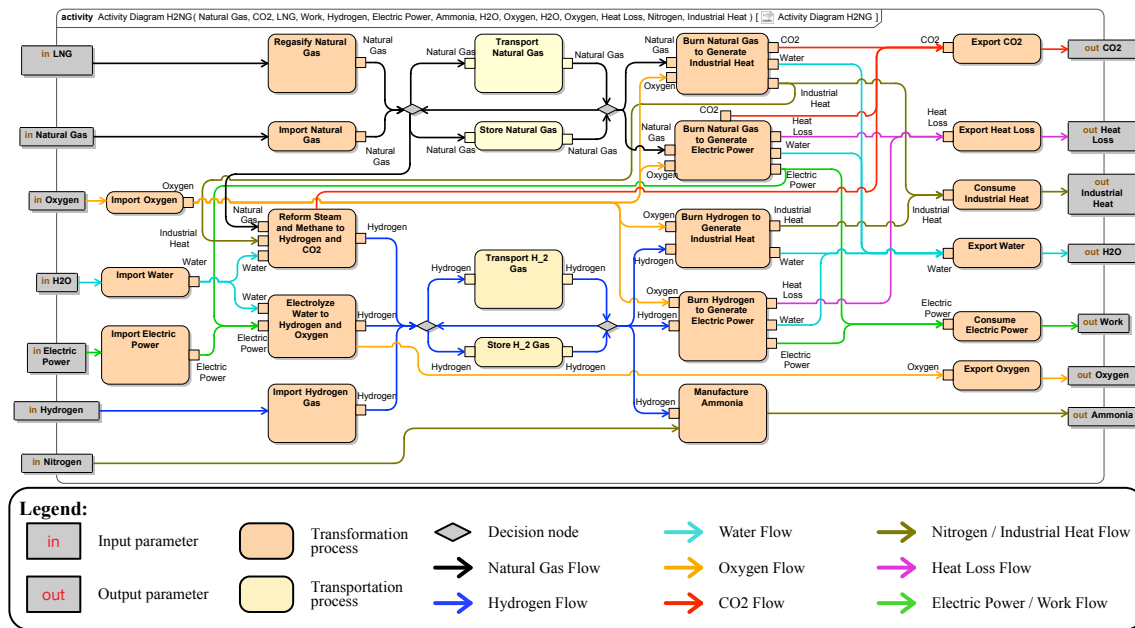 activity Activity Diagram H2NG( Natural Gas, CO2, LNG, Work, Hydrogen, Electric Power, Ammonia, H2O, Oxygen, H2O, Oxygen, Heat Loss, Nitrogen, Industrial Heat ) [ Activity Diagram H2NG ]
in LNG
Regasify Natural
Gas
Natural
Gas
Natural Gas
Transport
Natural Gas
Natural Gas
Natural
Gas
Burn Natural Gas
to Generate
Industrial Heat
CO2
Water
Industrial
Heat
Oxygen
CO2
Export CO2
out CO2
in Natural Gas
Import Natural
Gas
Natural
Gas
Natural Gas
Store Natural Gas
Natural Gas
CO2
Natural
Gas
Burn Natural Gas
to Generate
Electric Power
Oxygen
Heat
Loss
Water
Electric
Power
Heat
Loss
Export Heat Loss
out Heat
Loss
in Oxygen
Oxygen
Import Oxygen
Natural
Gas
Industrial
Heat
Water
Reform Steam
and Methane to
Hydrogen and
CO2
Hydrogen
Oxygen
Hydrogen
Burn Hydrogen to
Generate
Industrial Heat
Industrial
Heat
Water
Industrial
Heat
Consume
Industrial Heat
out
Industrial
Heat
in H2O
Import Water
Water
Hydrogen
Transport H_2
Gas
Hydrogen
Water
Export Water
out H2O
in Electric
Power
Import Electric
Power
Electric
Power
Water
Electric
Power
Electrolyze
Water to
Hydrogen and
Oxygen
Hydrogen
Hydrogen
Store H_2 Gas
Hydrogen
Oxygen
Hydrogen
Burn Hydrogen
to Generate
Electric Power
Heat
Loss
Water
Electric
Power
Electric
Power
Consume
Electric Power
out Work
Oxygen
Export Oxygen
out Oxygen
in Hydrogen
Import Hydrogen
Gas
Hydrogen
Hydrogen
Manufacture
Ammonia
out Ammonia
in Nitrogen
Legend:
in
Input parameter
Transformation
process
Decision node
Water Flow
Nitrogen / Industrial Heat Flow
Natural Gas Flow
Oxygen Flow
Heat Loss Flow
out
Output parameter
Transportation
process
Hydrogen Flow
CO2 Flow
Electric Power / Work Flow